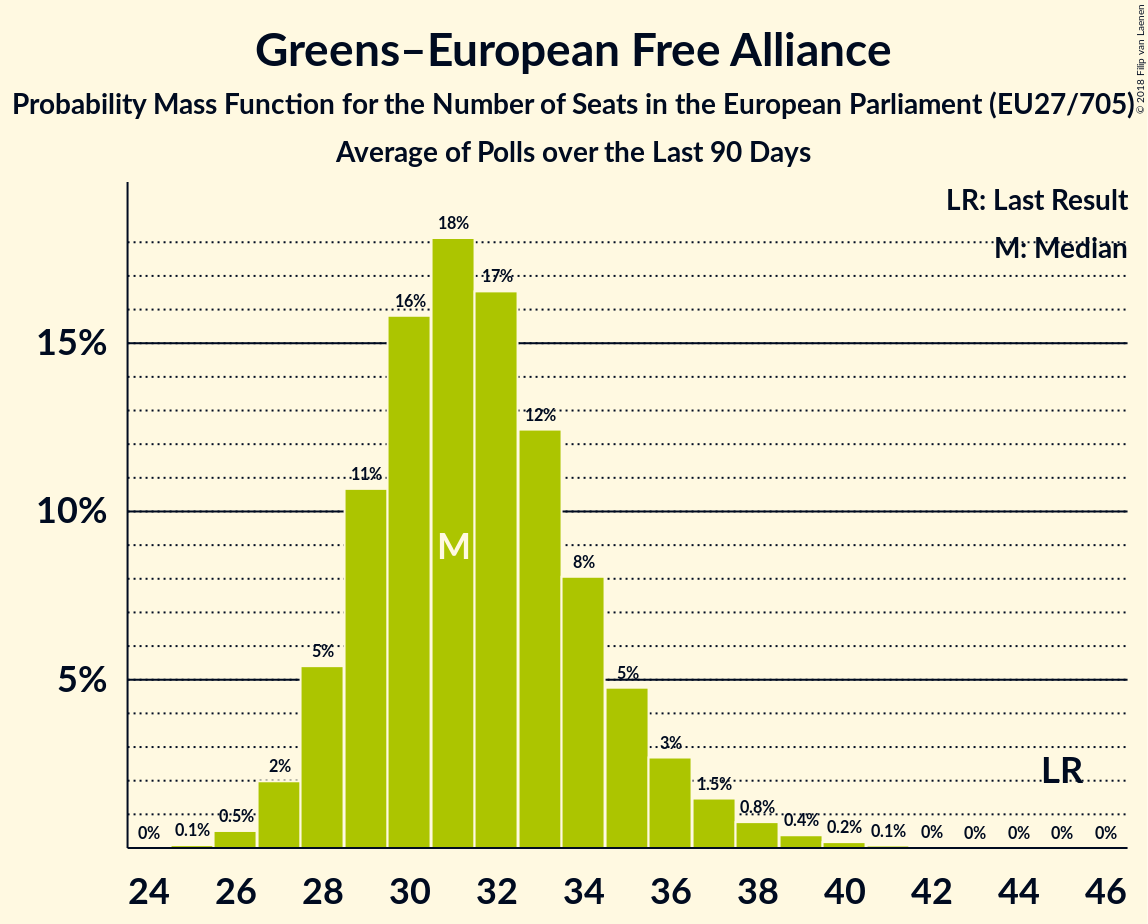 Greens–European Free Alliance
Probability Mass Function for the Number of Seats in the European Parliament (EU27/705)
Average of Polls over the Last 90 Days
© 2018 Filip van Laenen
LR: Last Result
M: Median
18%
17%
16%
15%
12%
11%
10%
M
8%
5%
5%
5%
3%
LR
2%
1.5%
0.8%
0.5%
0.4%
0% 0.1% 0.2% 0.1% 0% 0% 0% 0% 0%
24 26 28 30 32 34 36 38 40 42 44 46